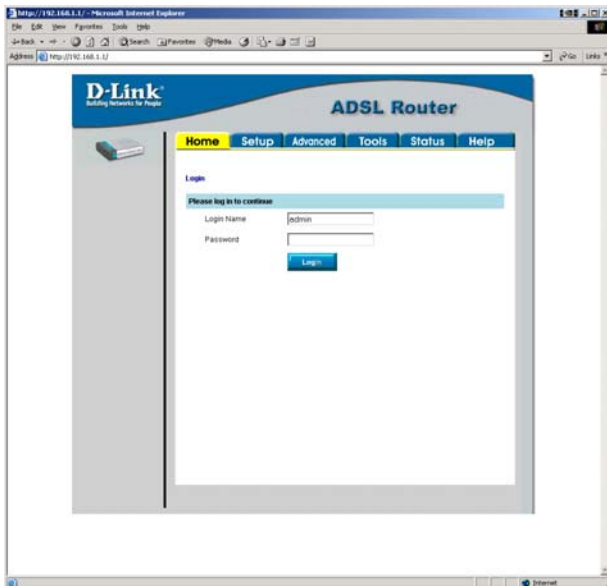 http://192.168.1.1/ - Microsoft Internet Explorer
File Edit View Favorites Tools Help
Back Search Favorites Media
Address http://192.168.1.1/ Go Links
D-Link
Building Networks for People
ADSL Router
Home Setup Advanced Tools Status Help
Login
Please log in to continue
Login Name admin
Password
Login
Internet